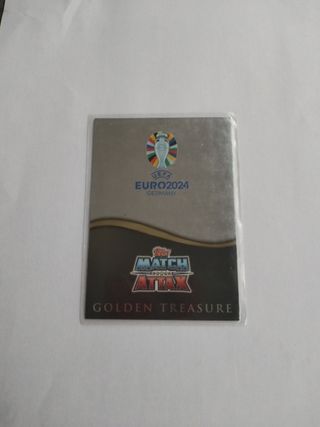 UEFA
EURO2024
GERMANY
Topps
MATCH
ATTAX
GOLDEN TREASURE